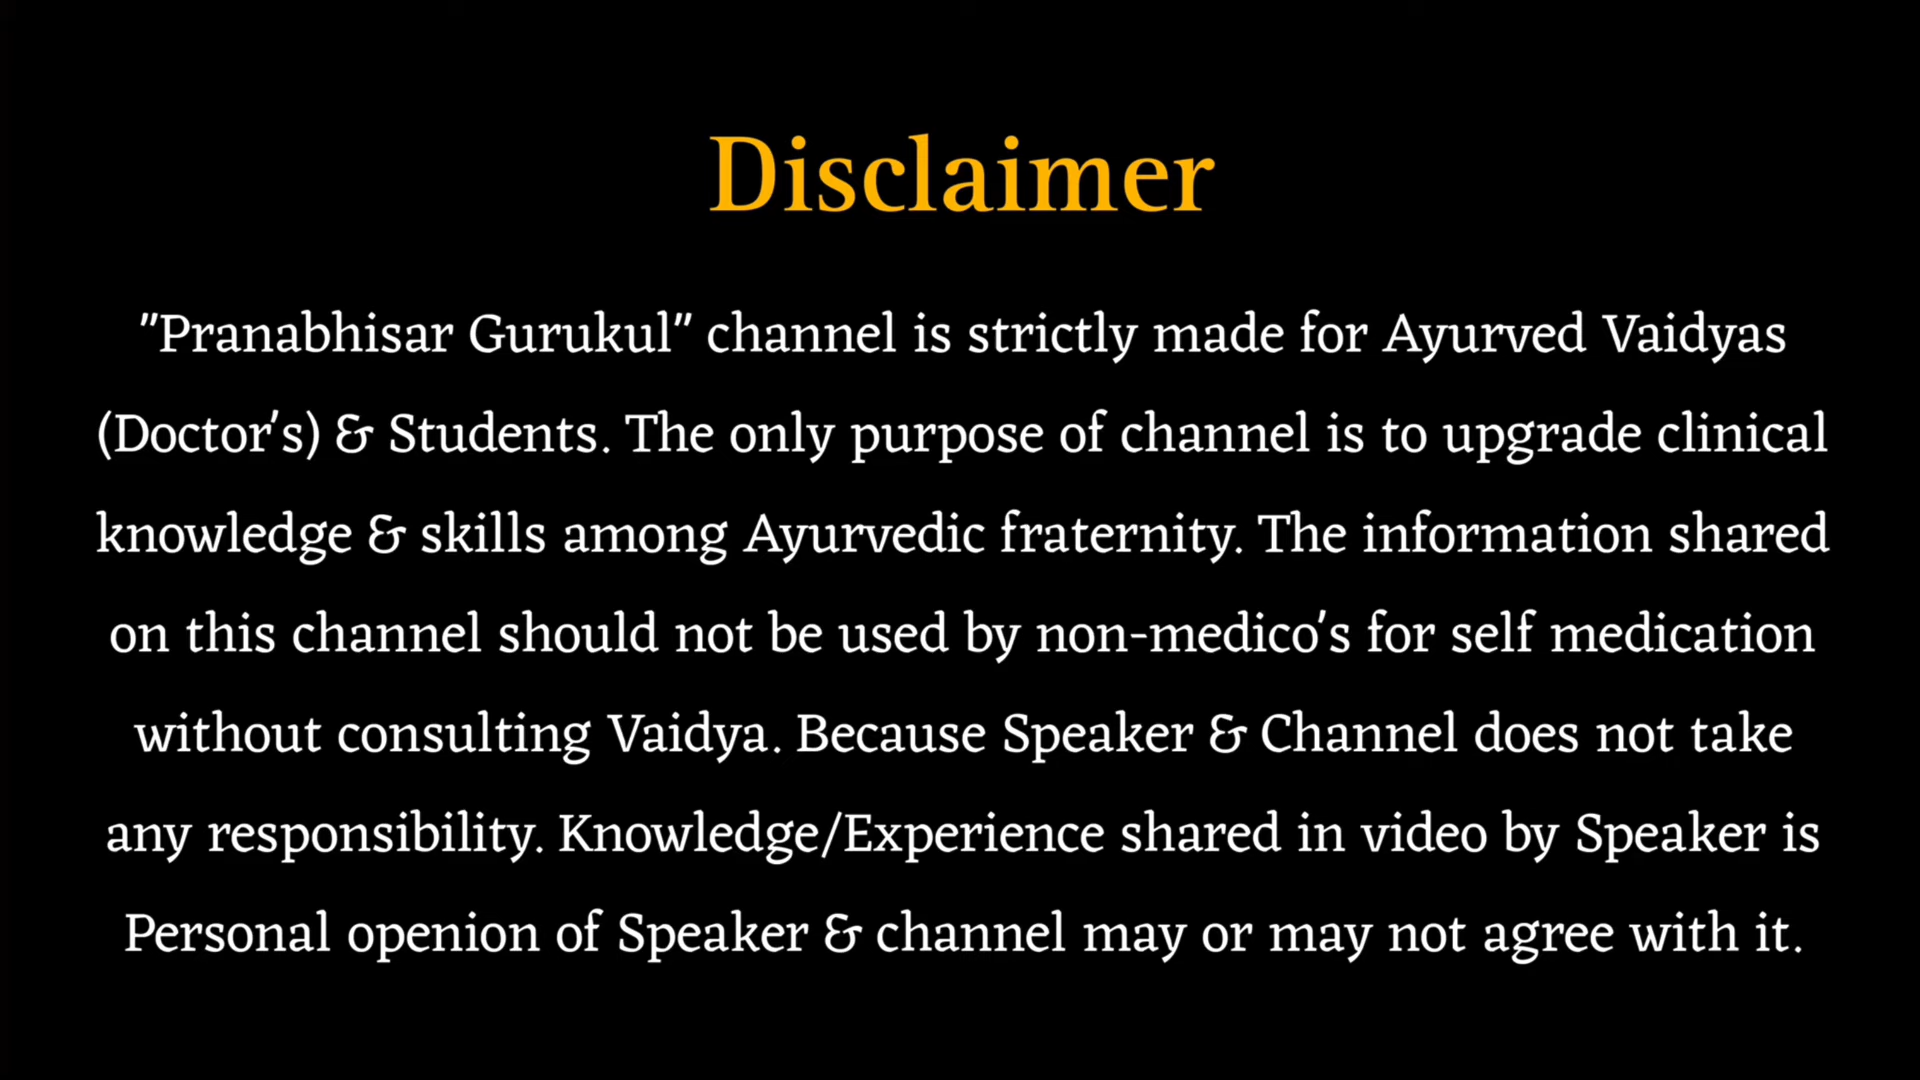 Disclaimer
"Pranabhisar Gurukul" channel is strictly made for Ayurved Vaidyas
(Doctor's) & Students. The only purpose of channel is to upgrade clinical
knowledge & skills among Ayurvedic fraternity. The information shared
on this channel should not be used by non-medico's for self medication
without consulting Vaidya. Because Speaker & Channel does not take
any responsibility. Knowledge/Experience shared in video by Speaker is
Personal openion of Speaker & channel may or may not agree with it.